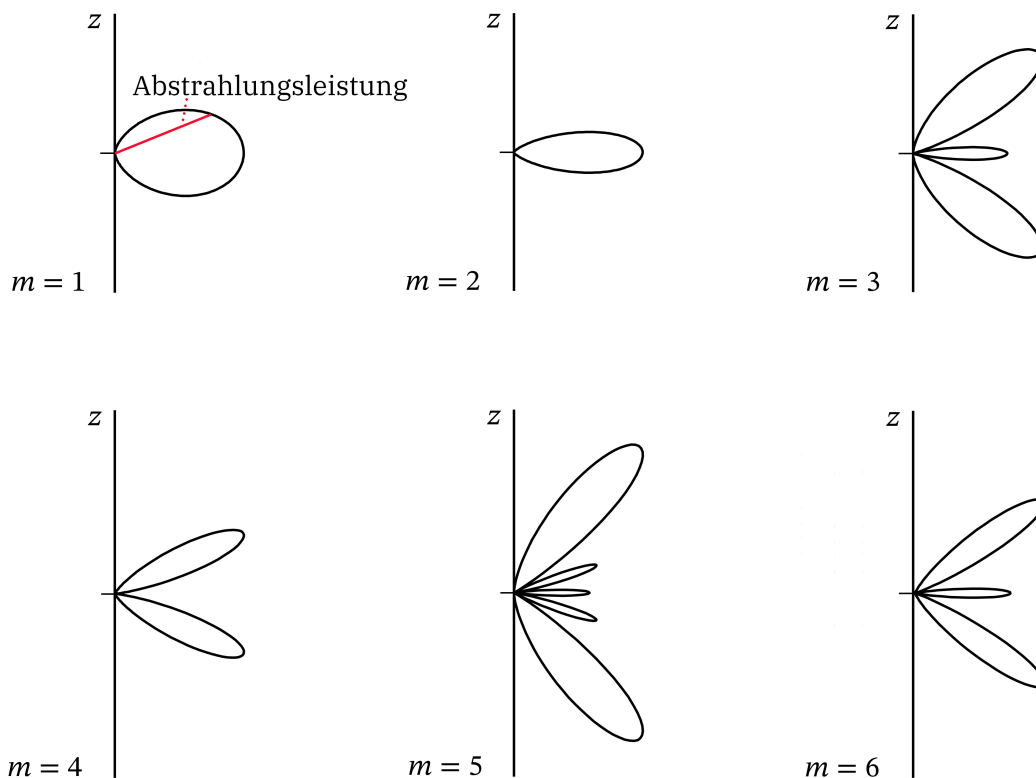 z
z
z
Abstrahlungsleistung
m = 1
m = 2
m = 3
z
z
z
m = 4
m = 5
m = 6